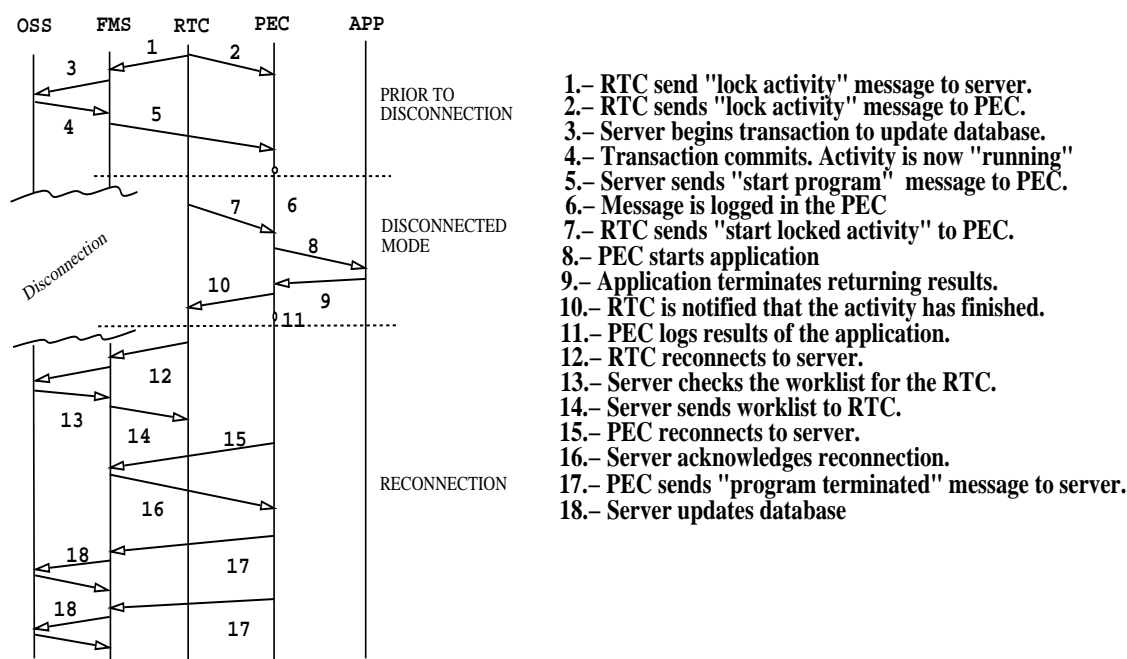 OSS FMS RTC PEC APP
1
2
3
4
5
PRIOR TO
DISCONNECTION
7
6
8
DISCONNECTED
MODE
Disconnection
10
9
11
12
13
14
15
16
RECONNECTION
18
17
18
17
1.– RTC send "lock activity" message to server.
2.– RTC sends "lock activity" message to PEC.
3.– Server begins transaction to update database.
4.– Transaction commits. Activity is now "running"
5.– Server sends "start program" message to PEC.
6.– Message is logged in the PEC
7.– RTC sends "start locked activity" to PEC.
8.– PEC starts application
9.– Application terminates returning results.
10.– RTC is notified that the activity has finished.
11.– PEC logs results of the application.
12.– RTC reconnects to server.
13.– Server checks the worklist for the RTC.
14.– Server sends worklist to RTC.
15.– PEC reconnects to server.
16.– Server acknowledges reconnection.
17.– PEC sends "program terminated" message to server.
18.– Server updates database